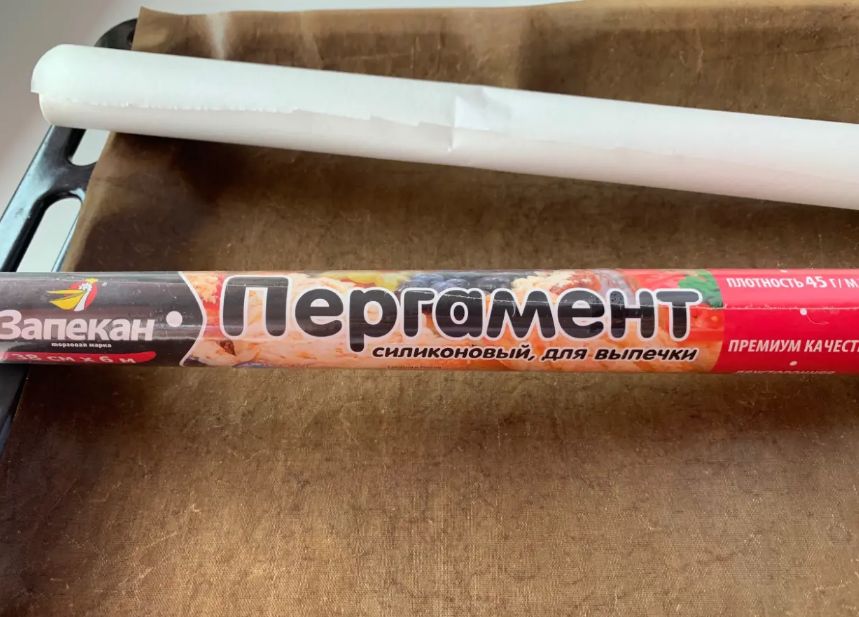 Запекан
торговая марка
38 см х 6 м
Пергамент
силиконовый, для выпечки
ПЛОТНОСТЬ 45 Г/М
ПРЕМИУМ КАЧЕСТ